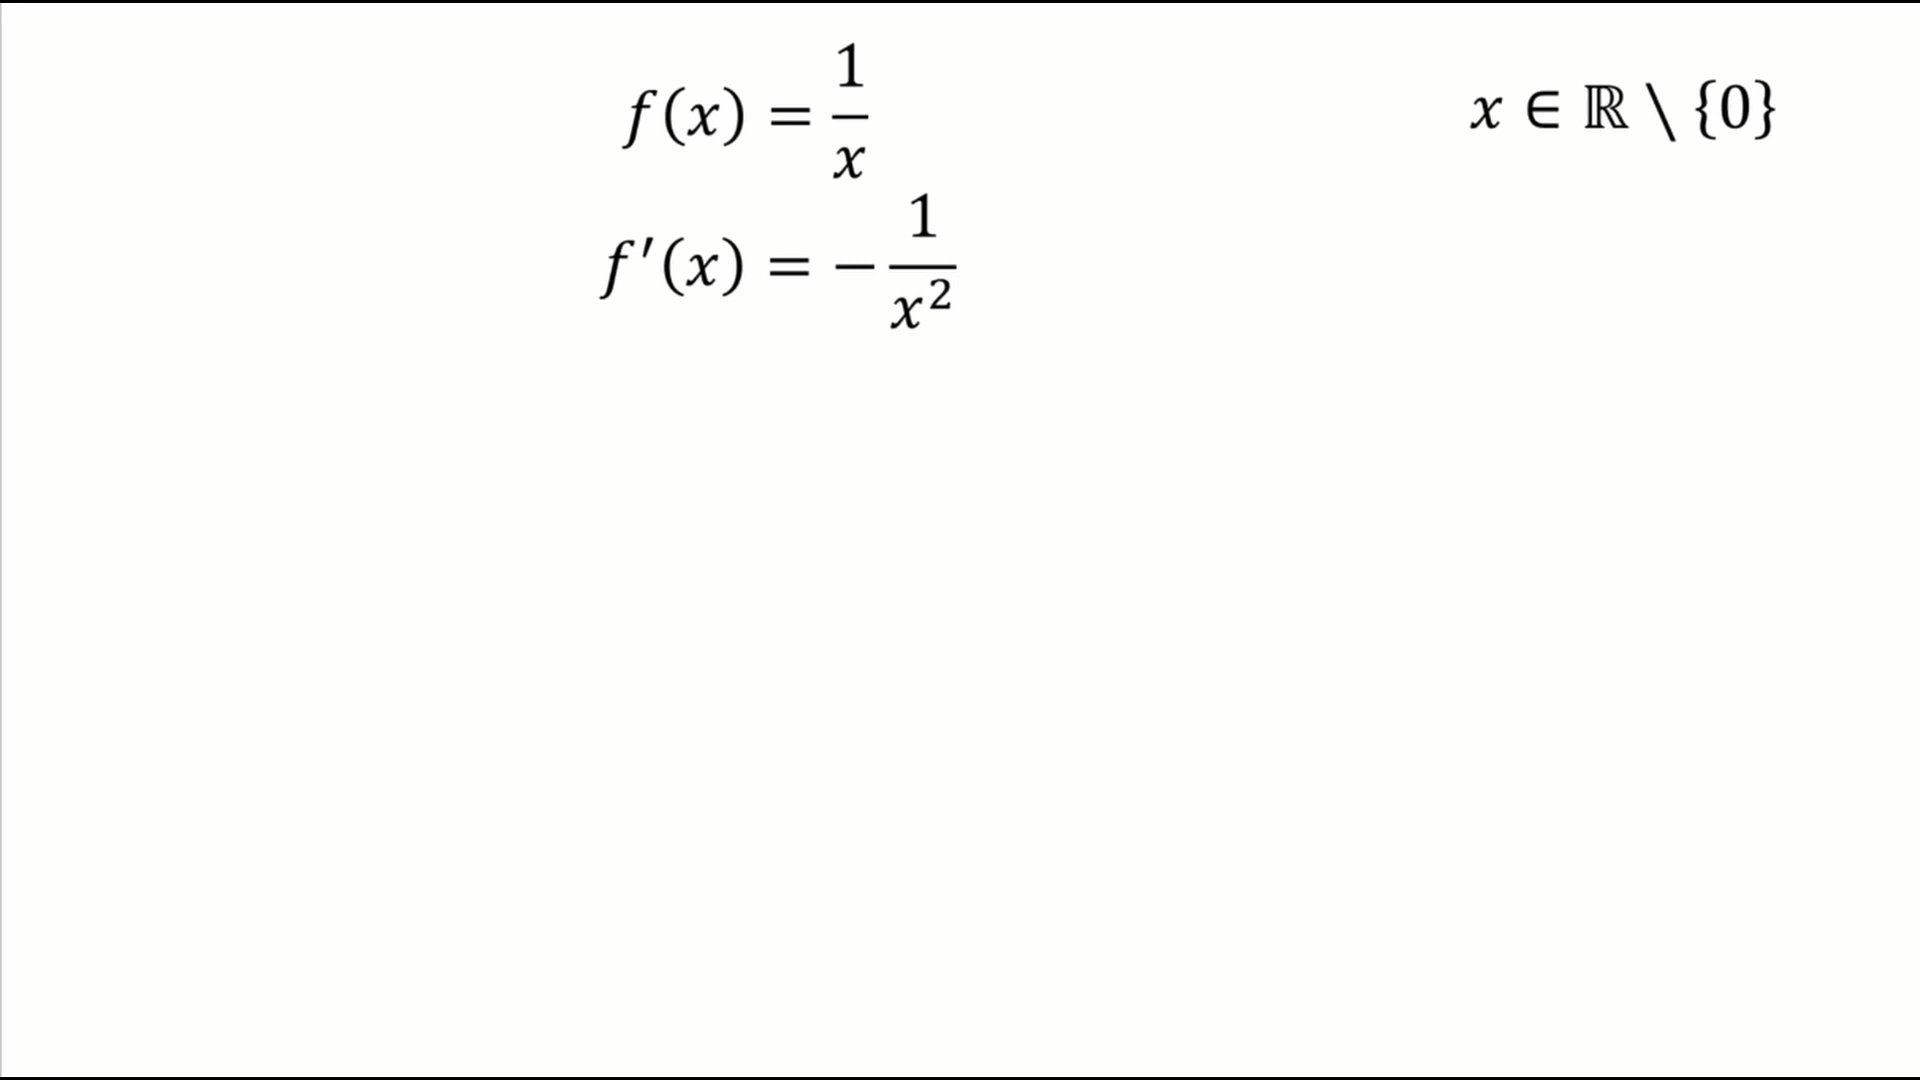 f(x) = 1/x x ∈ ℝ \ {0}
f′(x) = − 1/x²